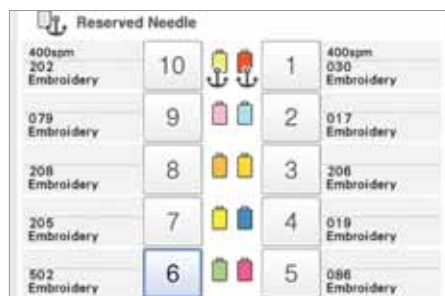 Reserved Needle
400spm
202
Embroidery
10
1
400spm
030
Embroidery
079
Embroidery
9
2
017
Embroidery
208
Embroidery
8
3
206
Embroidery
205
Embroidery
7
4
019
Embroidery
502
Embroidery
6
5
086
Embroidery